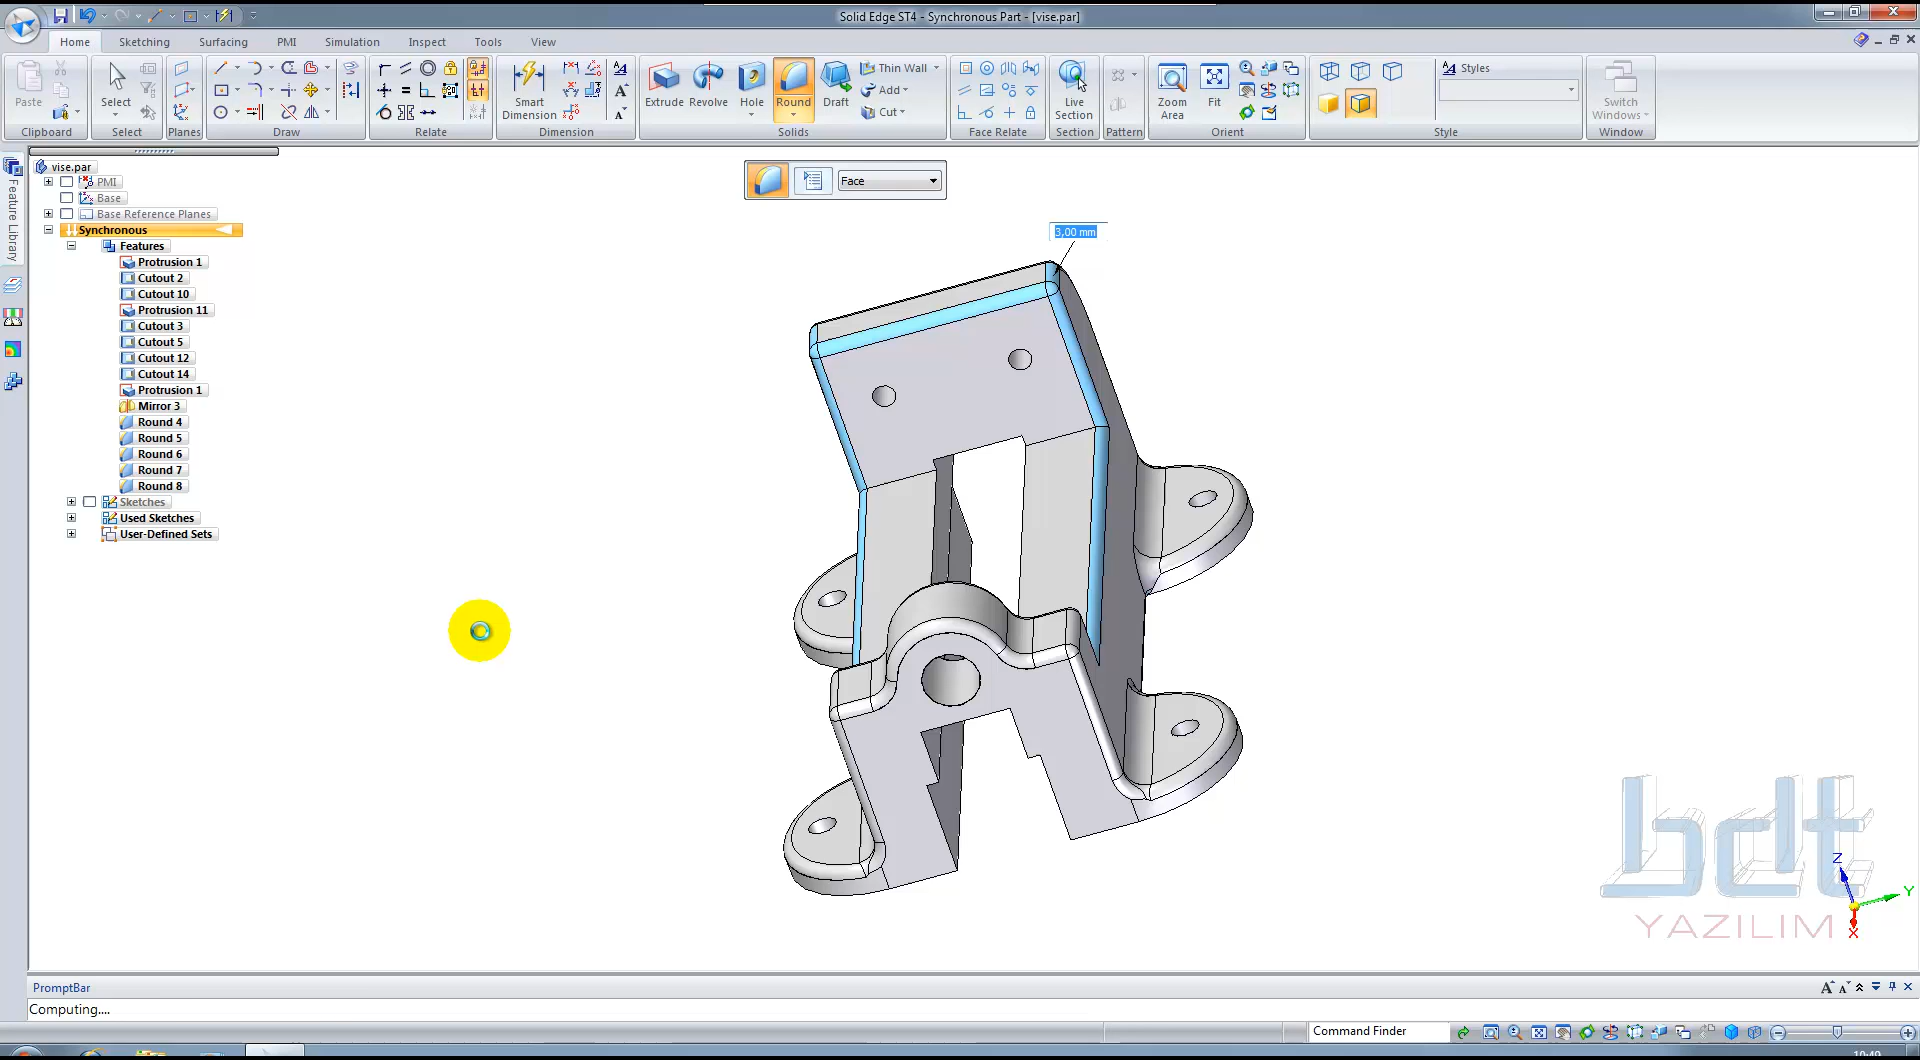 Solid Edge ST4 - Synchronous Part - [vise.par]
Home Sketching Surfacing PMI Simulation Inspect Tools View
Paste
Clipboard
Select
Select
Planes
Draw
Relate
Smart Dimension
Dimension
Extrude Revolve Hole Round Draft
Thin Wall
Add
Cut
Solids
Face Relate
Live Section
Section
Pattern
Zoom Area
Fit
Orient
Style
Styles
Switch Windows
Window
Feature Library
vise.par
PMI
Base
Base Reference Planes
Synchronous
Features
Protrusion 1
Cutout 2
Cutout 10
Protrusion 11
Cutout 3
Cutout 5
Cutout 12
Cutout 14
Protrusion 1
Mirror 3
Round 4
Round 5
Round 6
Round 7
Round 8
Sketches
Used Sketches
User-Defined Sets
Face
3,00 mm
bdt
YAZILIM
Z
Y
X
PromptBar
Computing....
Command Finder